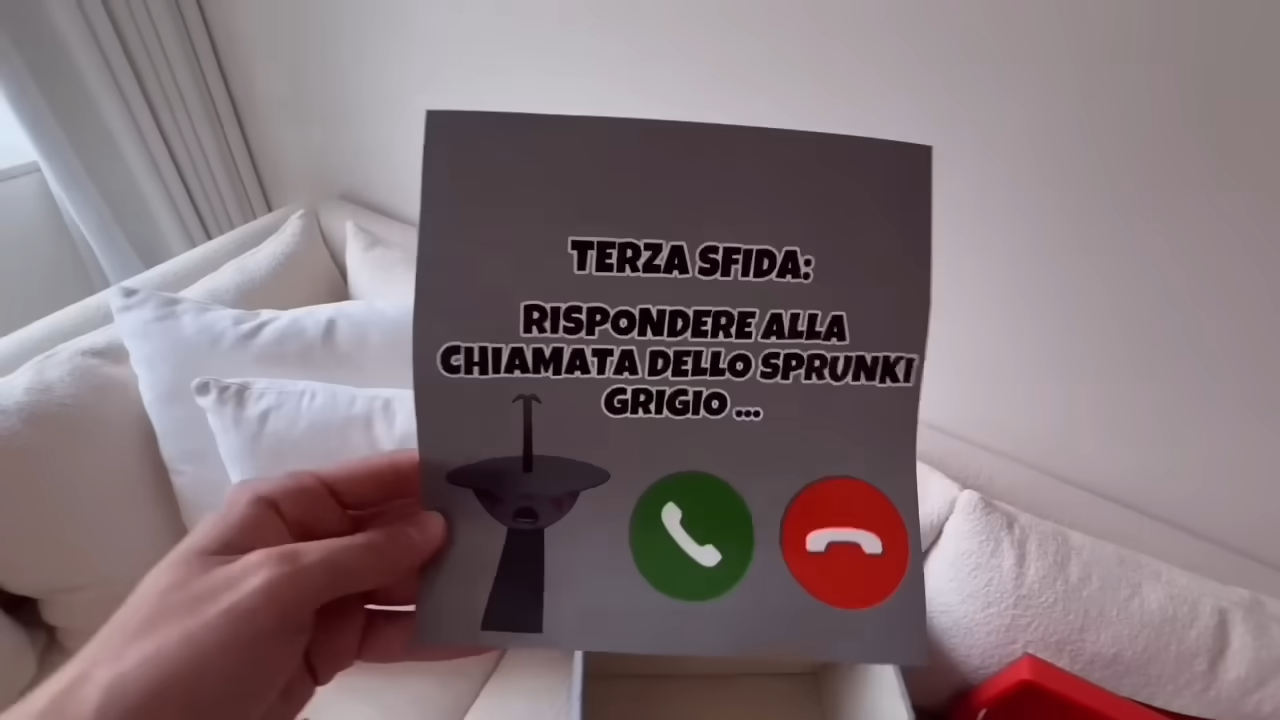 TERZA SFIDA:
RISPONDERE ALLA
CHIAMATA DELLO SPRUNKI
GRIGIO ...